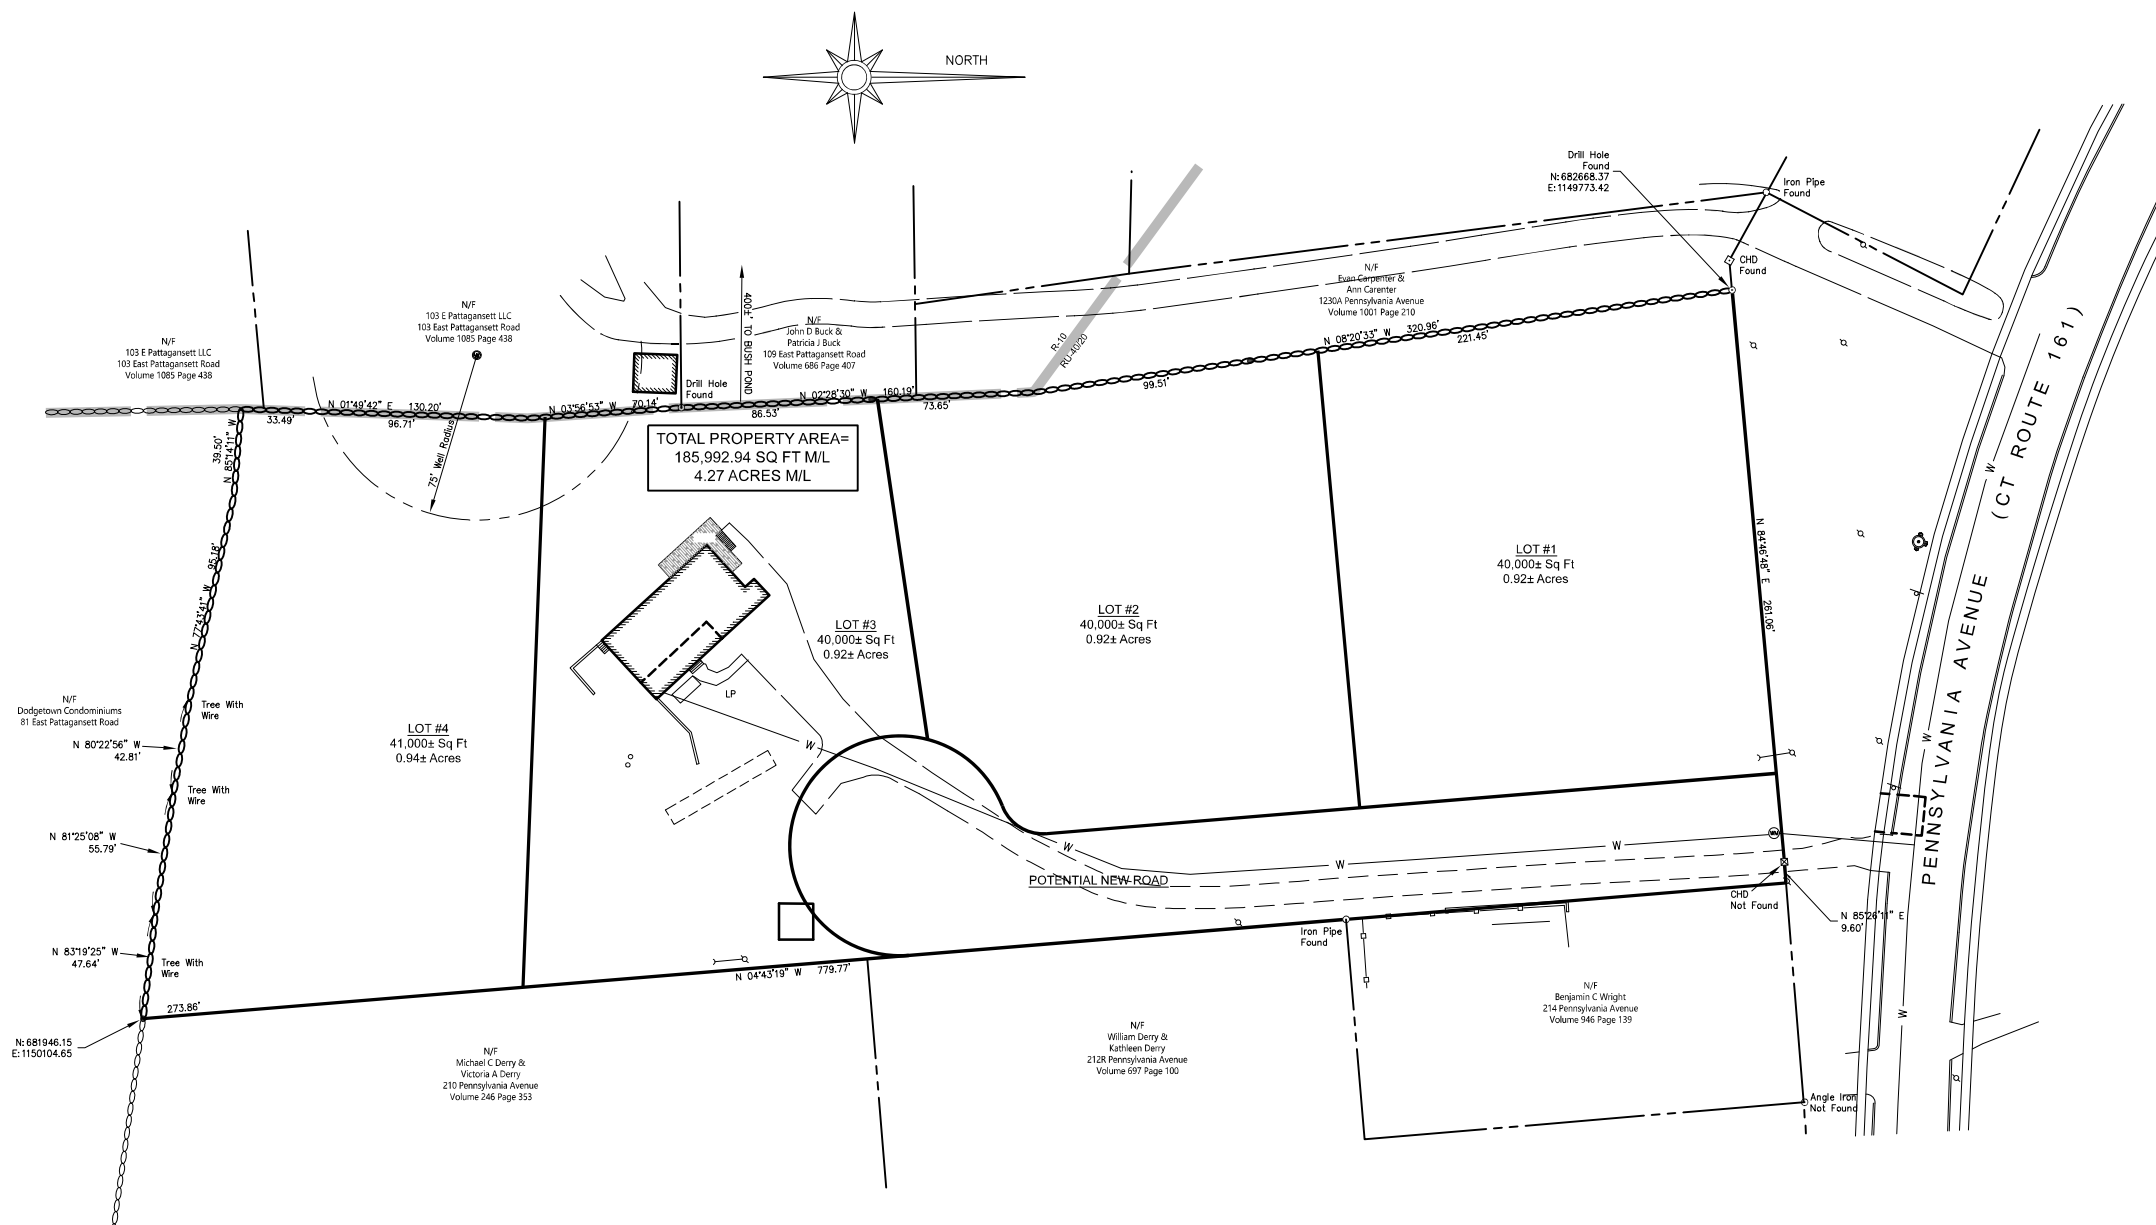 NORTH
Drill Hole
Found
N:682668.37
E:1149773.42
Iron Pipe
Found
CHD
Found
N/F
Evan Carpenter &
Ann Carenter
1230A Pennsylvania Avenue
Volume 1001 Page 210
N/F
103 E Pattagansett LLC
103 East Pattagansett Road
Volume 1085 Page 438
N/F
103 E Pattagansett LLC
103 East Pattagansett Road
Volume 1085 Page 438
400±' TO BUSH POND
N/F
John D Buck &
Patricia J Buck
109 East Pattagansett Road
Volume 686 Page 407
R-10
RU-40/20
Drill Hole
Found
N 08°20'33" W 320.96'
221.45'
99.51'
N 01°49'42" E 130.20'
33.49'
96.71'
N 03°56'53" W 70.14'
86.53'
N 02°28'30" W 160.19'
73.65'
75' Well Radius
TOTAL PROPERTY AREA=
185,992.94 SQ FT M/L
4.27 ACRES M/L
39.50'
N 85°14'11" W
N 77°43'41" W 95.18'
LOT #1
40,000± Sq Ft
0.92± Acres
LOT #2
40,000± Sq Ft
0.92± Acres
LOT #3
40,000± Sq Ft
0.92± Acres
LOT #4
41,000± Sq Ft
0.94± Acres
N 84°46'48" E 261.06'
PENNSYLVANIA AVENUE (CT ROUTE 161)
W
W
W
LP
W
W
W
W
WV
N/F
Dodgetown Condominiums
81 East Pattagansett Road
Tree With
Wire
N 80°22'56" W
42.81'
Tree With
Wire
N 81°25'08" W
55.79'
N 83°19'25" W
47.64'
Tree With
Wire
273.86'
N:681946.15
E:1150104.65
POTENTIAL NEW ROAD
N 04°43'19" W 779.77'
Iron Pipe
Found
CHD
Not Found
N 85°26'11" E
9.60'
N/F
Michael C Derry &
Victoria A Derry
210 Pennsylvania Avenue
Volume 246 Page 353
N/F
William Derry &
Kathleen Derry
212R Pennsylvania Avenue
Volume 697 Page 100
N/F
Benjamin C Wright
214 Pennsylvania Avenue
Volume 946 Page 139
Angle Iron
Not Found